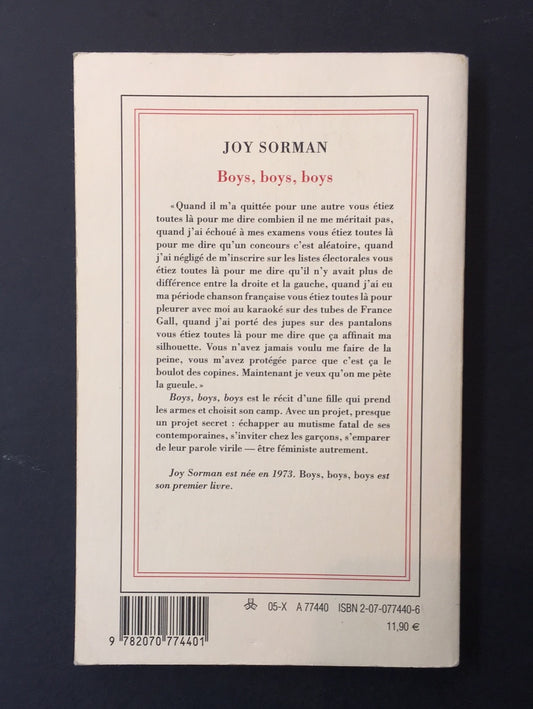 JOY SORMAN
Boys, boys, boys
« Quand il m’a quittée pour une autre vous étiez
toutes là pour me dire combien il ne me méritait pas,
quand j’ai échoué à mes examens vous étiez toutes là
pour me dire qu’un concours c’est aléatoire, quand
j’ai négligé de m’inscrire sur les listes électorales vous
étiez toutes là pour me dire qu’il n’y avait plus de
différence entre la droite et la gauche, quand j’ai eu
ma période chanson française vous étiez toutes là pour
pleurer avec moi au karaoké sur des tubes de France
Gall, quand j’ai porté des jupes sur des pantalons
vous étiez toutes là pour me dire que ça affinait ma
silhouette. Vous n’avez jamais voulu me faire de la
peine, vous m’avez protégée parce que c’est ça le
boulot des copines. Maintenant je veux qu’on me pète
la gueule. »
Boys, boys, boys est le récit d’une fille qui prend
les armes et choisit son camp. Avec un projet, presque
un projet secret : échapper au mutisme fatal de ses
contemporaines, s’inviter chez les garçons, s’emparer
de leur parole virile — être féministe autrement.
Joy Sorman est née en 1973. Boys, boys, boys est
son premier livre.
05-X A 77440 ISBN 2-07-077440-6
11,90 €
9 782070 774401